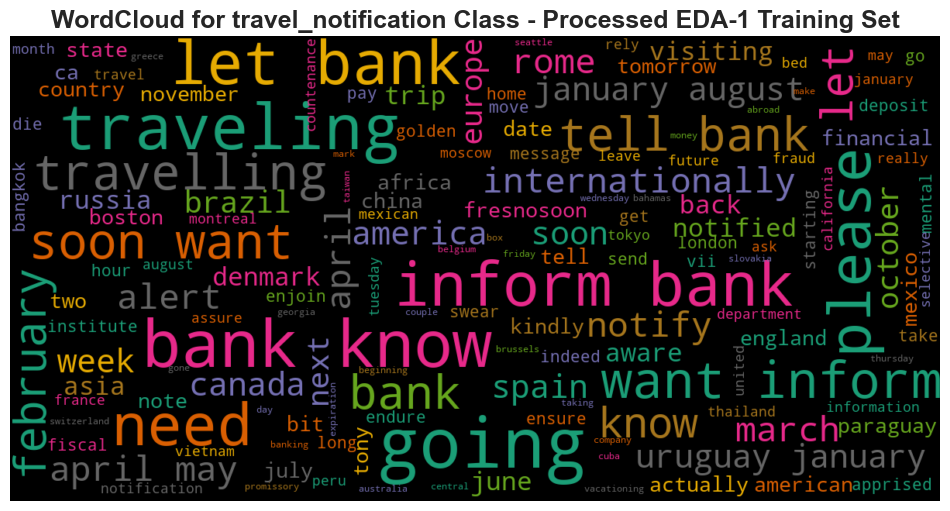 WordCloud for travel_notification Class - Processed EDA-1 Training Set
month
state
greece
let bank
countenance
europe
seattle
rome
rely
visiting
tomorrow
bed
let
may
go
ca
travel
country
november
pay
trip
home
move
january august
abroad
make
january
deposit
die
traveling
golden
date
tell bank
financial
mark
moscow
message
leave
money
future
fraud
really
bangkok
travelling
taiwan
africa
china
internationally
wednesday
bahamas
california
please
mental
russia
brazil
mexican
fresnosoon
get
back
starting
october
selective
boston
montreal
april
america
box
soon
tokyo
notified
london
ask
soon want
belgium
friday
tell
send
vii
slovakia
hour
august
denmark
tuesday
inform bank
mexico
february
two
alert
enjoin
georgia
couple
swear
department
take
institute
assure
bank know
next
kindly
notify
england
thursday
week
gone
brussels
indeed
aware
united
asia
canada
beginning
bank
spain
taking
want inform
france
note
expiration
day
endure
ensure
know
thailand
information
switzerland
need
bit
going
march
paraguay
fiscal
vietnam
banking
long
tony
company
cuba
uruguay january
april may
july
peru
june
actually
american
apprised
notification
promissory
australia
central
vacationing